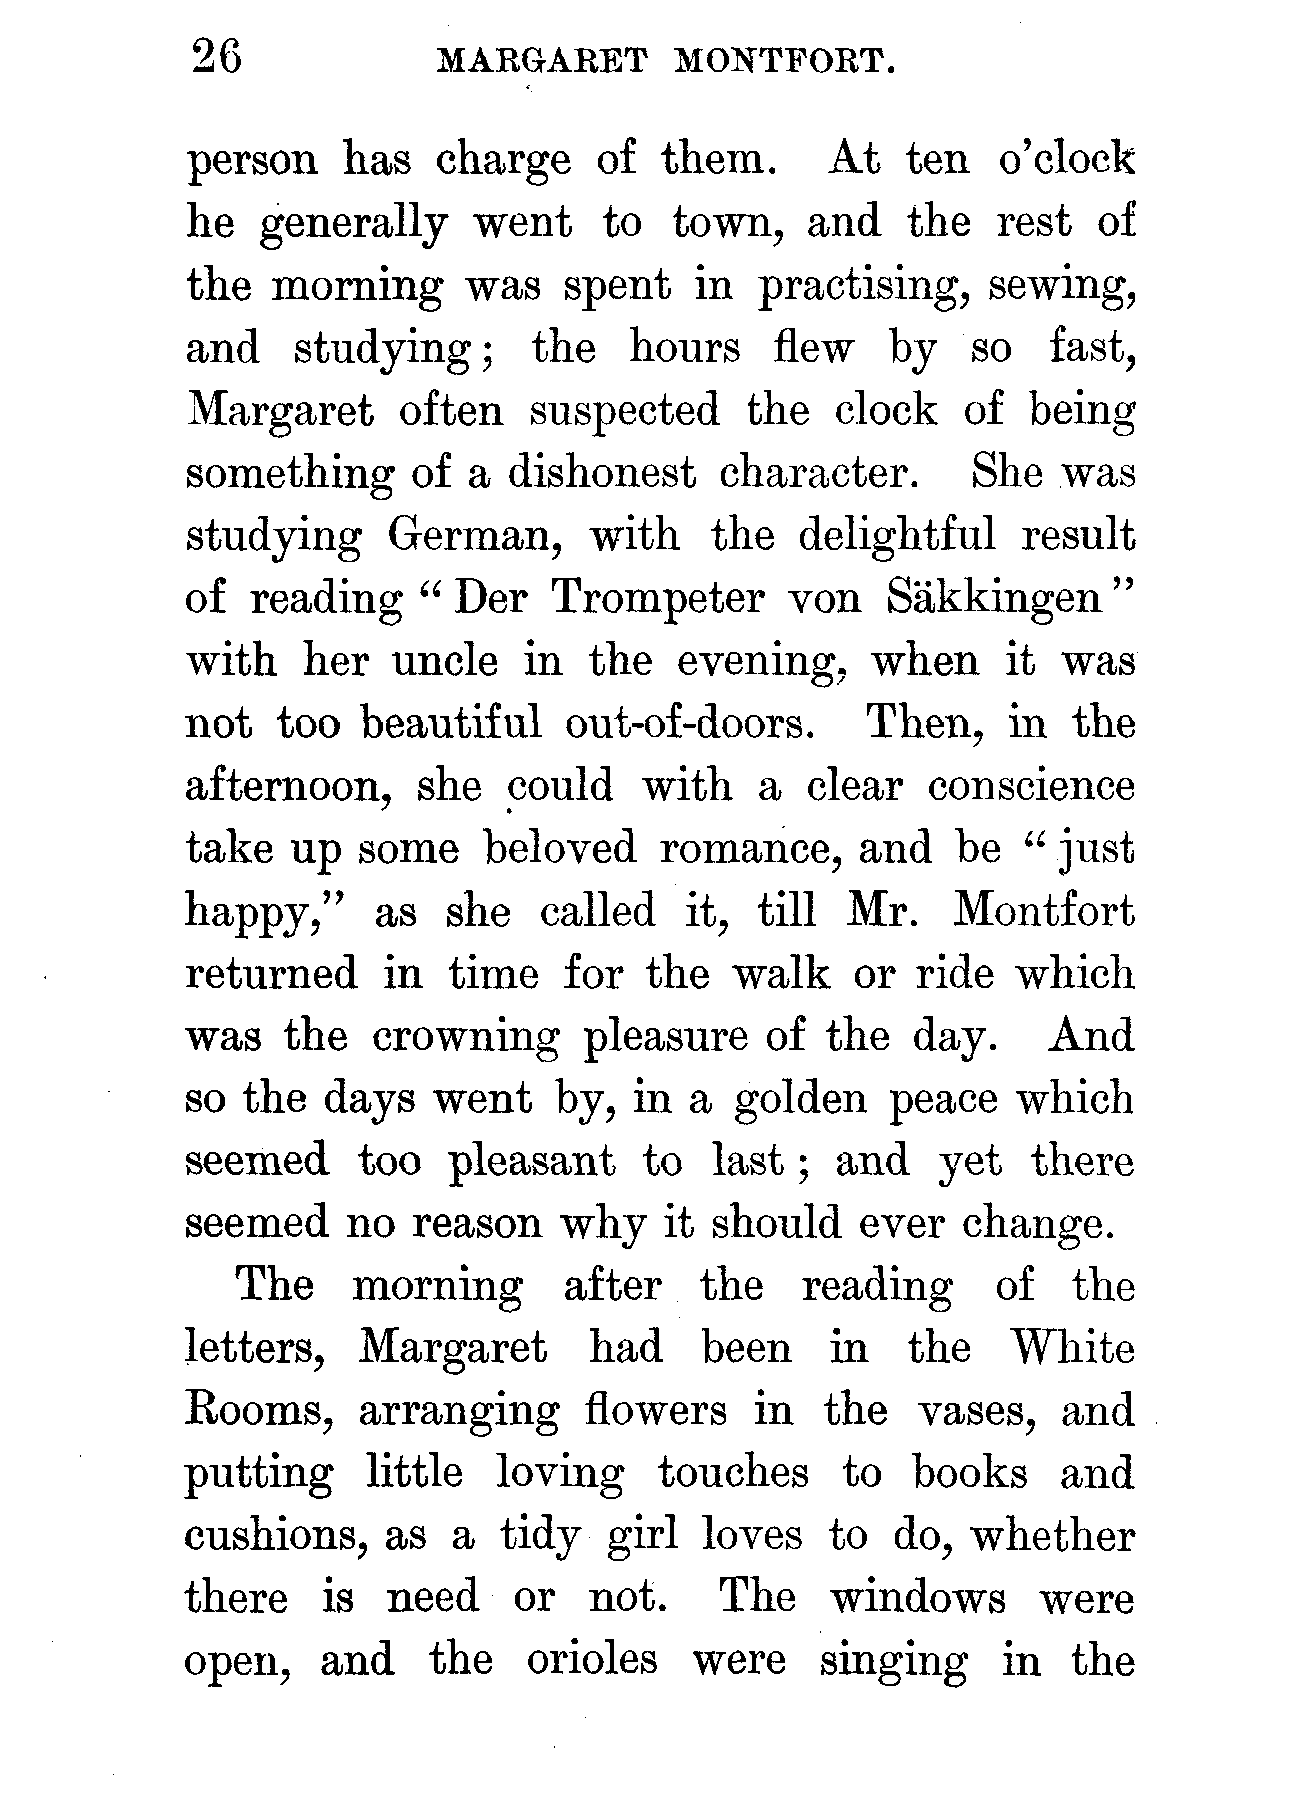 26 MARGARET MONTFORT.
person has charge of them. At ten o'clock
he generally went to town, and the rest of
the morning was spent in practising, sewing,
and studying; the hours flew by so fast,
Margaret often suspected the clock of being
something of a dishonest character. She was
studying German, with the delightful result
of reading “Der Trompeter von Säkkingen”
with her uncle in the evening, when it was
not too beautiful out-of-doors. Then, in the
afternoon, she could with a clear conscience
take up some beloved romance, and be “just
happy,” as she called it, till Mr. Montfort
returned in time for the walk or ride which
was the crowning pleasure of the day. And
so the days went by, in a golden peace which
seemed too pleasant to last; and yet there
seemed no reason why it should ever change.
The morning after the reading of the
letters, Margaret had been in the White
Rooms, arranging flowers in the vases, and
putting little loving touches to books and
cushions, as a tidy girl loves to do, whether
there is need or not. The windows were
open, and the orioles were singing in the